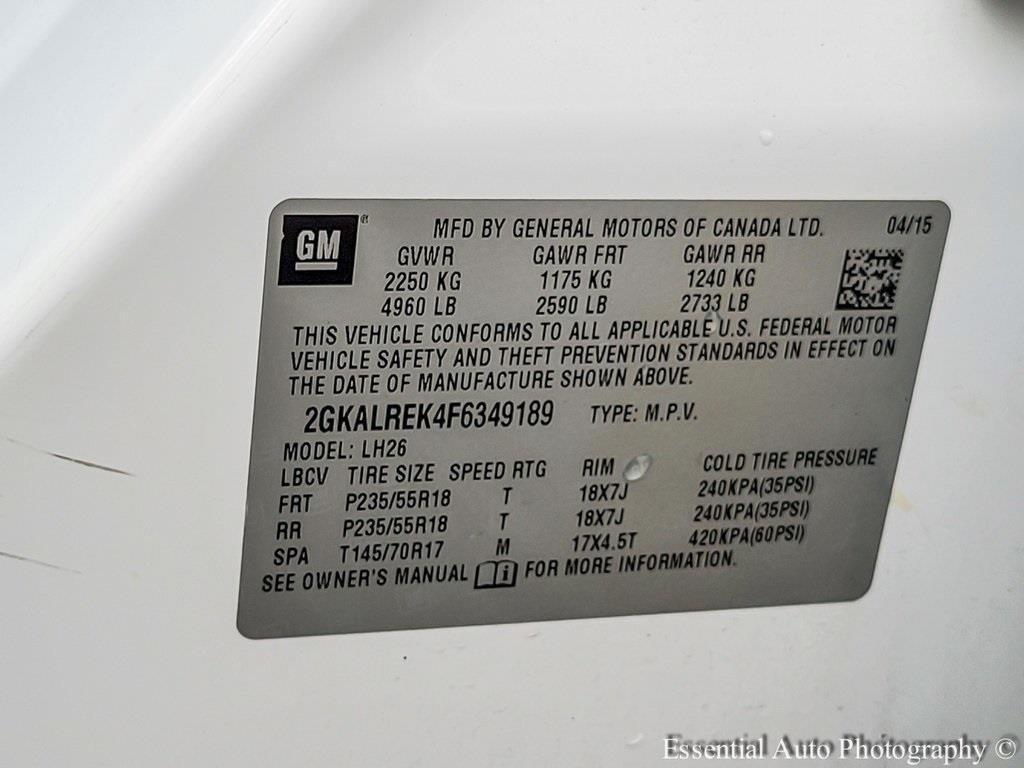 GM ®
MFD BY GENERAL MOTORS OF CANADA LTD. 04/15
GVWR GAWR FRT GAWR RR
2250 KG 1175 KG 1240 KG
4960 LB 2590 LB 2733 LB
THIS VEHICLE CONFORMS TO ALL APPLICABLE U.S. FEDERAL MOTOR
VEHICLE SAFETY AND THEFT PREVENTION STANDARDS IN EFFECT ON
THE DATE OF MANUFACTURE SHOWN ABOVE.
2GKALREK4F6349189 TYPE: M.P.V.
MODEL: LH26
LBCV TIRE SIZE SPEED RTG RIM COLD TIRE PRESSURE
FRT P235/55R18 T 18X7J 240KPA(35PSI)
RR P235/55R18 T 18X7J 240KPA(35PSI)
SPA T145/70R17 M 17X4.5T 420KPA(60PSI)
SEE OWNER'S MANUAL i FOR MORE INFORMATION.
Essential Auto Photography ©